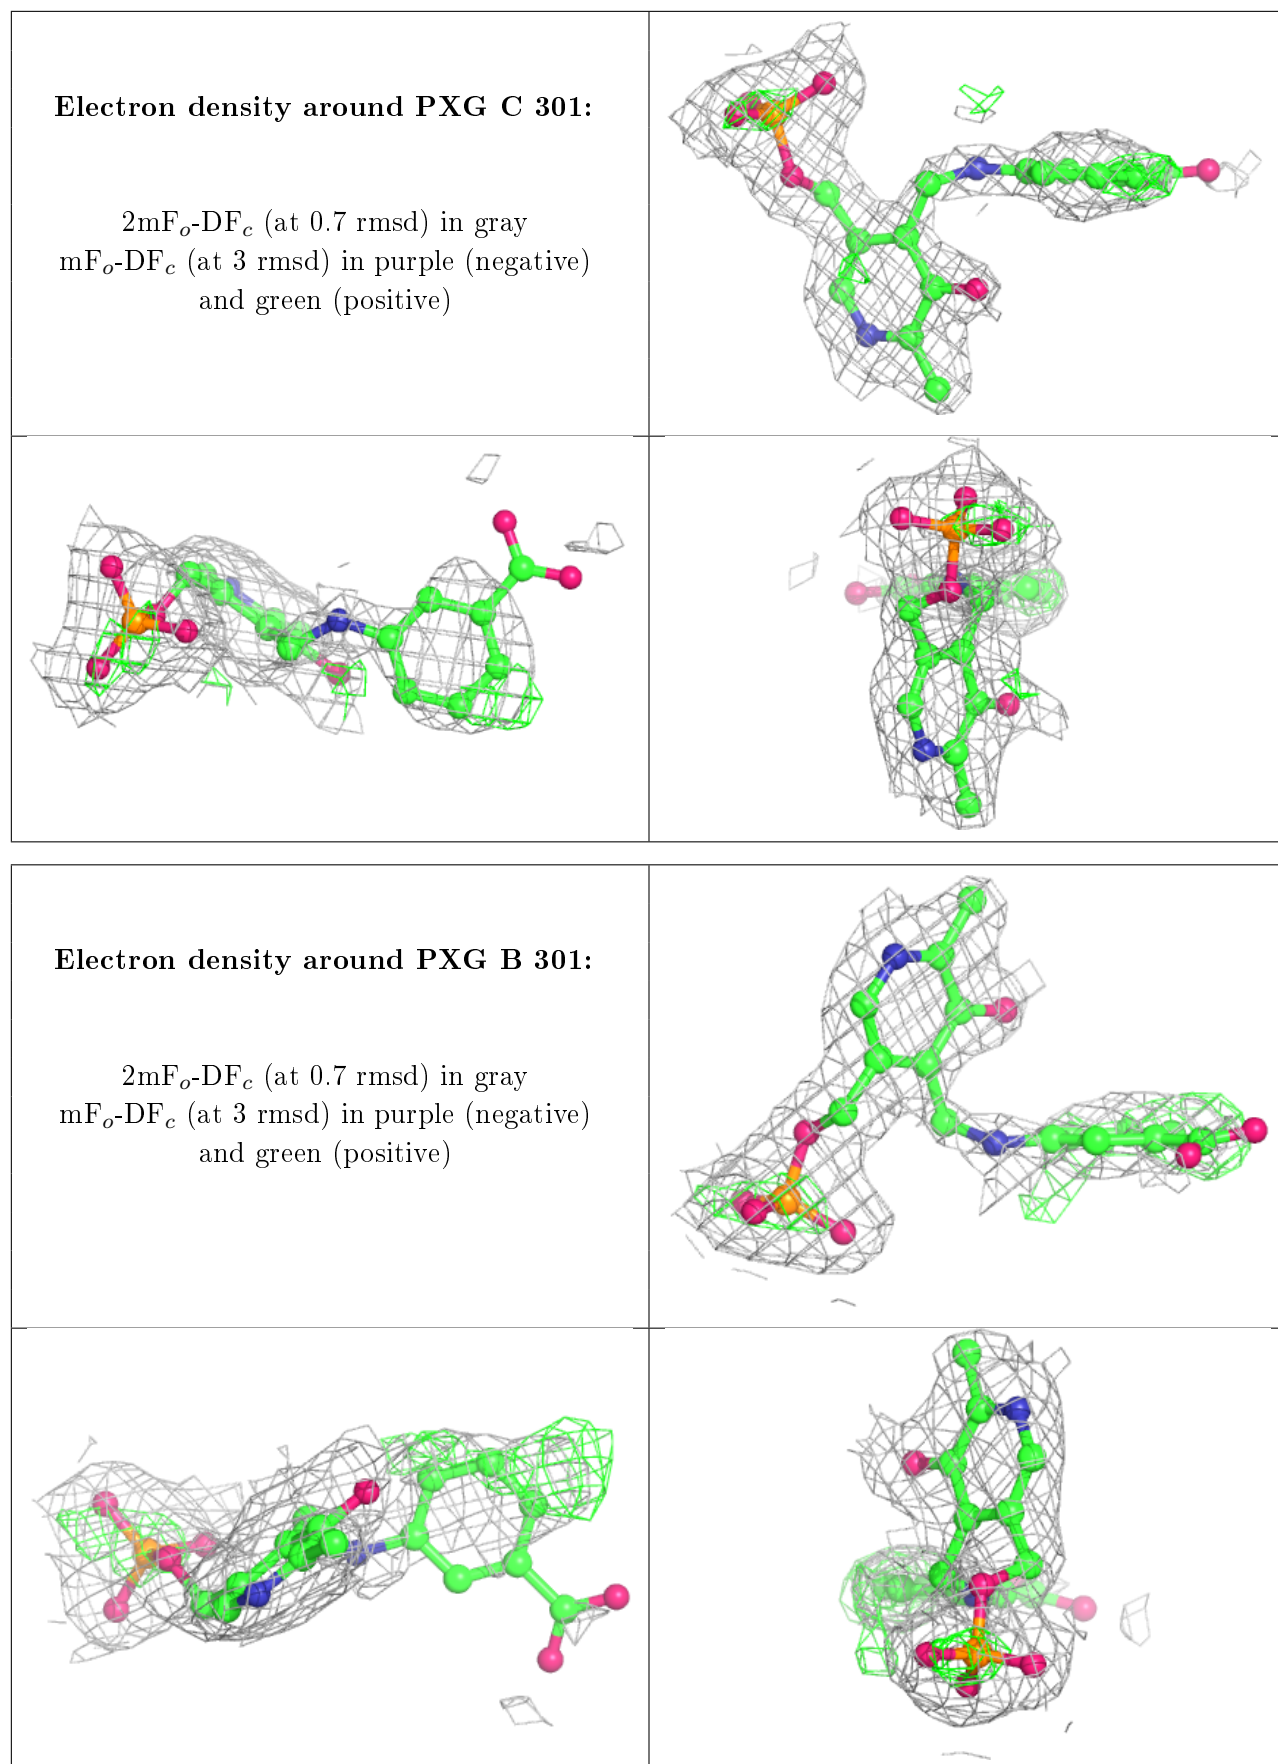 Electron density around PXG C 301:
2mFo-DFc (at 0.7 rmsd) in gray
mFo-DFc (at 3 rmsd) in purple (negative)
and green (positive)
Electron density around PXG B 301:
2mFo-DFc (at 0.7 rmsd) in gray
mFo-DFc (at 3 rmsd) in purple (negative)
and green (positive)